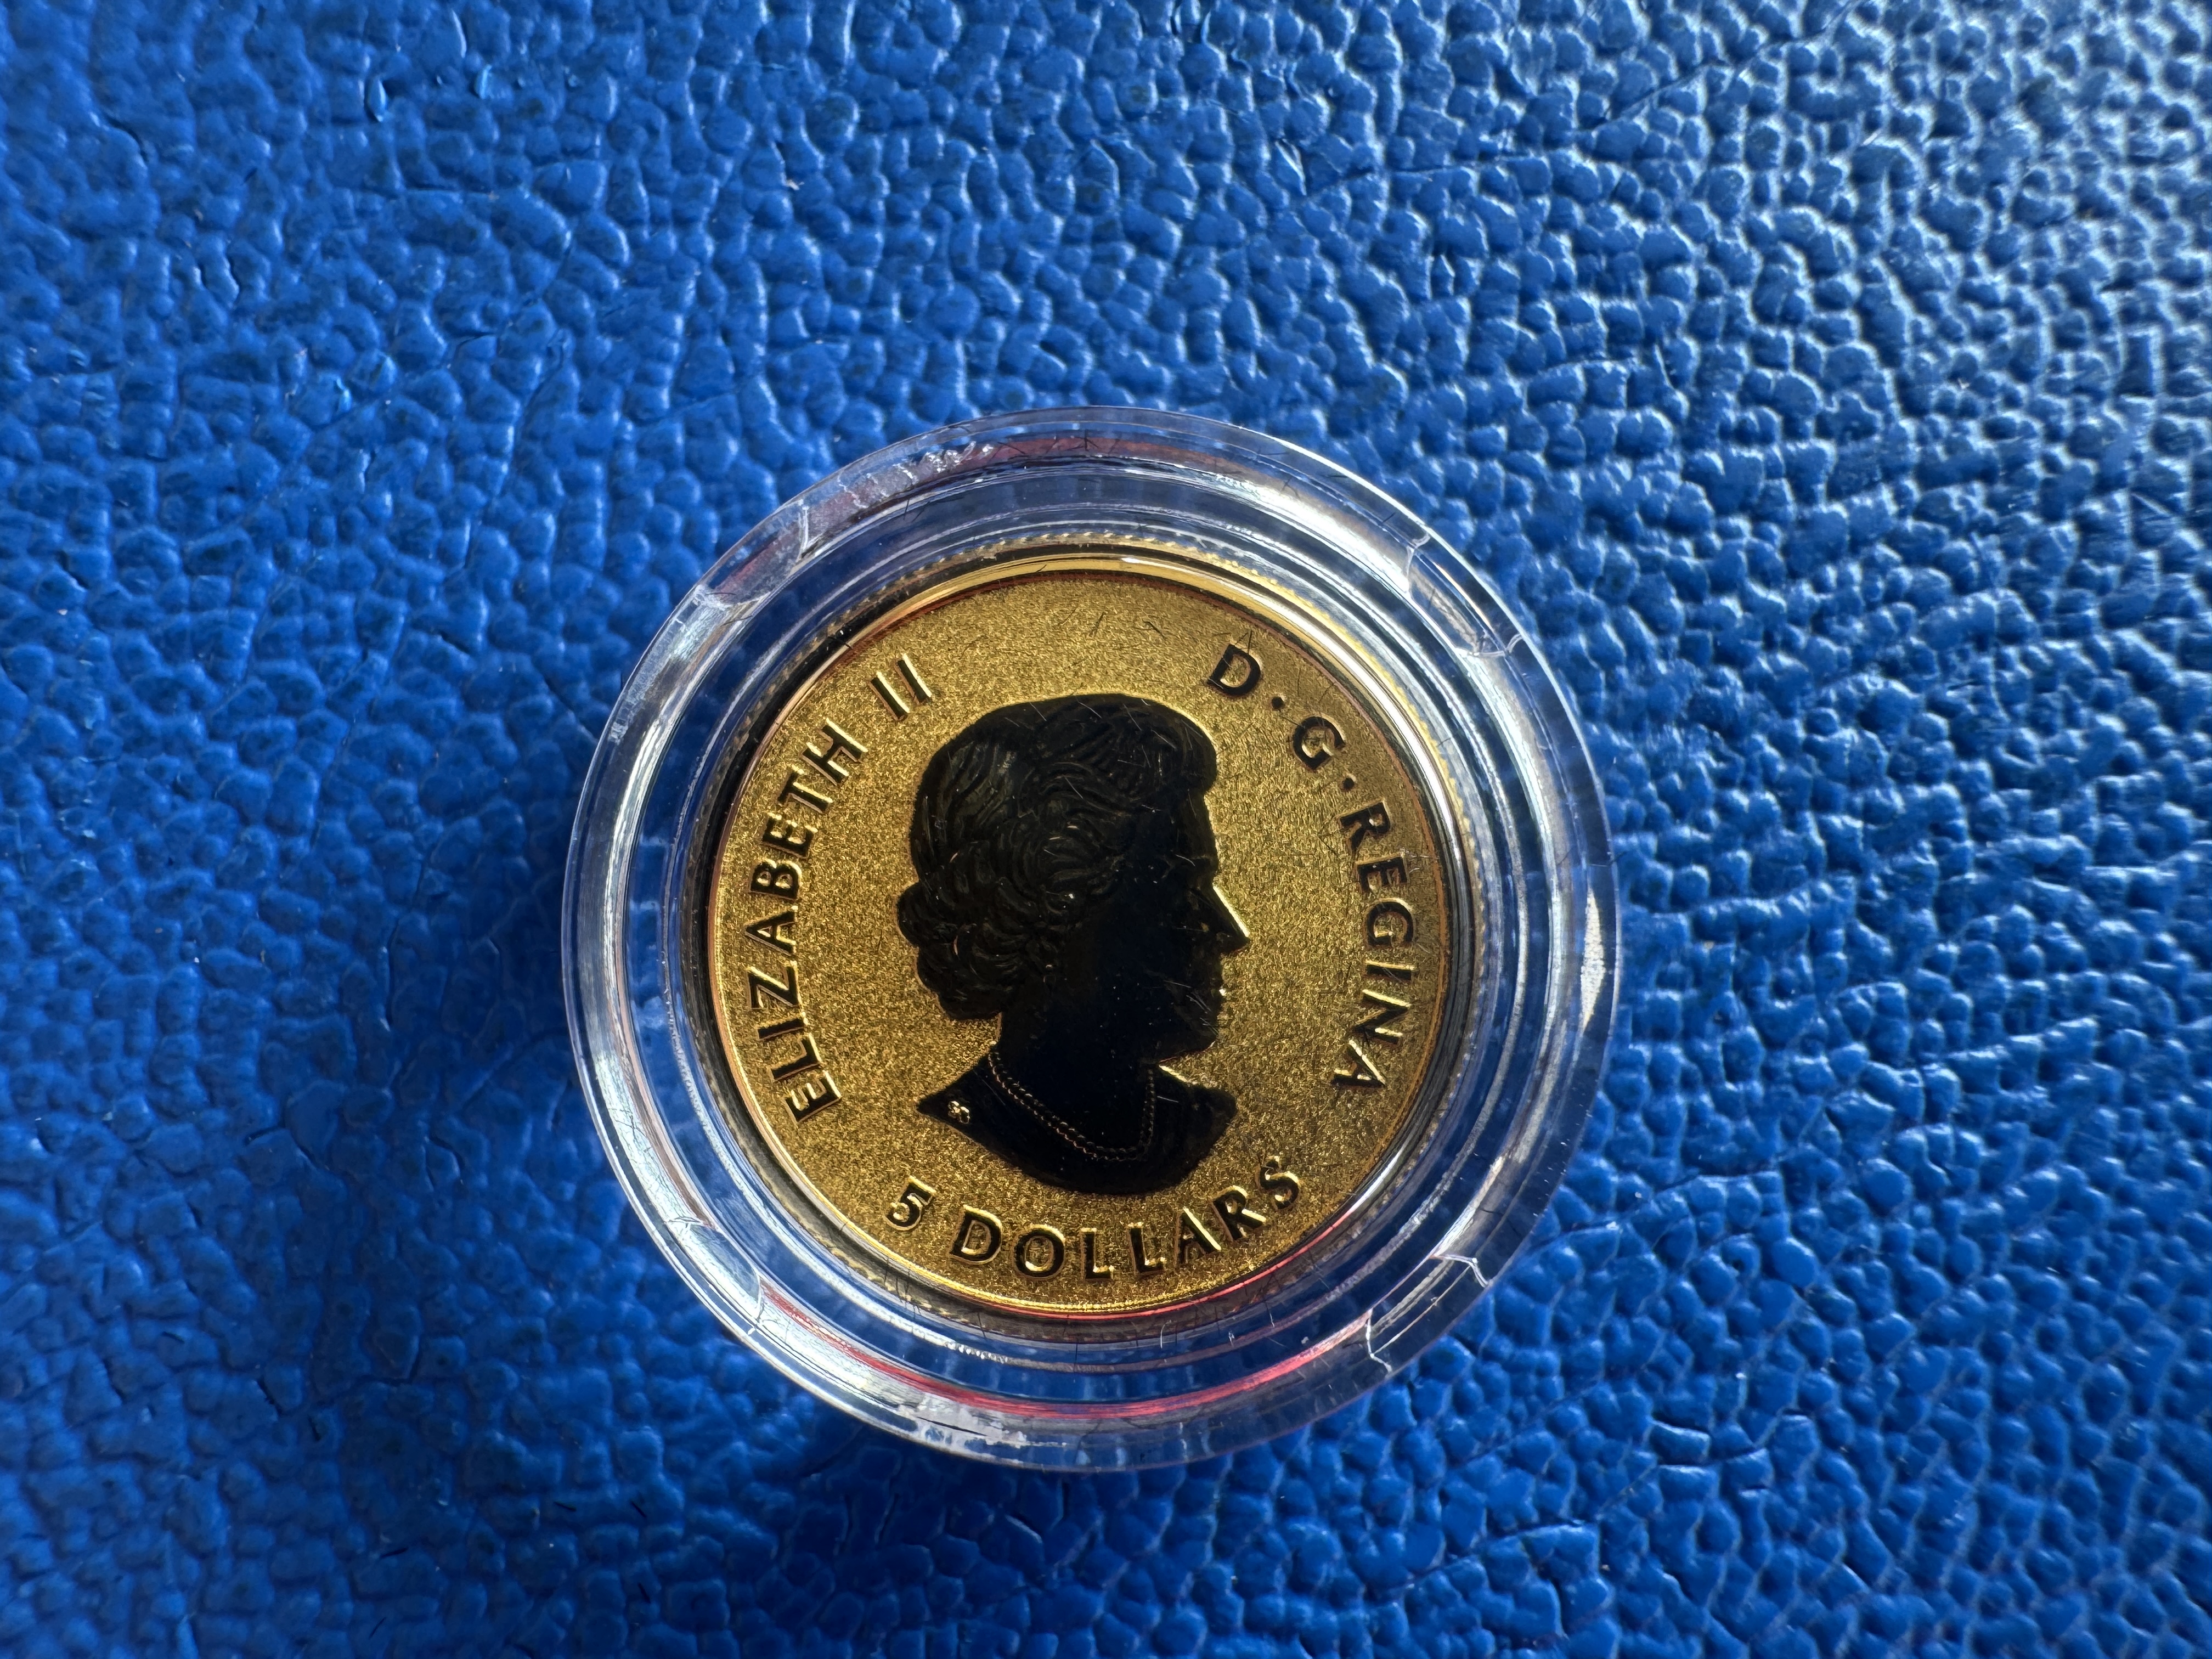 ELIZABETH II
D·G·REGINA
5 DOLLARS